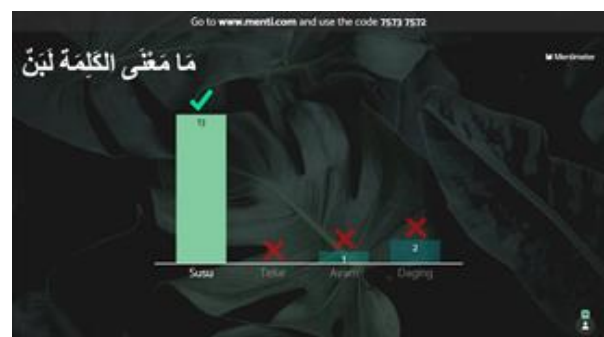 Go to www.menti.com and use the code 7573 7572
مَا مَعْنَى الكَلِمَة لَبَنٌ
Mentimeter
13
1
2
Susu
Telur
Ayam
Daging